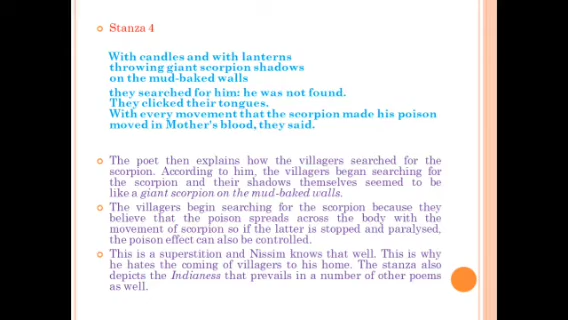 Stanza 4
With candles and with lanterns
throwing giant scorpion shadows
on the mud-baked walls
they searched for him: he was not found.
They clicked their tongues.
With every movement that the scorpion made his poison
moved in Mother's blood, they said.
The poet then explains how the villagers searched for the
scorpion. According to him, the villagers began searching for
the scorpion and their shadows themselves seemed to be
like a giant scorpion on the mud-baked walls.
The villagers begin searching for the scorpion because they
believe that the poison spreads across the body with the
movement of scorpion so if the latter is stopped and paralysed,
the poison effect can also be controlled.
This is a superstition and Nissim knows that well. This is why
he hates the coming of villagers to his home. The stanza also
depicts the Indianess that prevails in a number of other poems
as well.